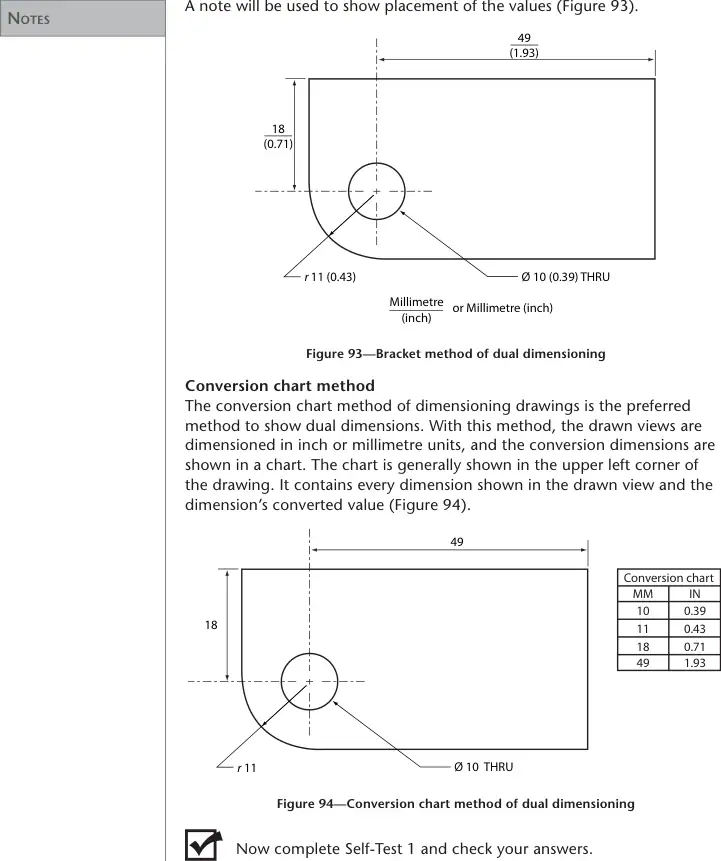 NOTES
A note will be used to show placement of the values (Figure 93).
49
(1.93)
18
(0.71)
r 11 (0.43)
Ø 10 (0.39) THRU
Millimetre
(inch)
or Millimetre (inch)
Figure 93—Bracket method of dual dimensioning
Conversion chart method
The conversion chart method of dimensioning drawings is the preferred
method to show dual dimensions. With this method, the drawn views are
dimensioned in inch or millimetre units, and the conversion dimensions are
shown in a chart. The chart is generally shown in the upper left corner of
the drawing. It contains every dimension shown in the drawn view and the
dimension’s converted value (Figure 94).
49
18
r 11
Ø 10 THRU
Conversion chart
MM IN
10 0.39
11 0.43
18 0.71
49 1.93
Figure 94—Conversion chart method of dual dimensioning
Now complete Self-Test 1 and check your answers.